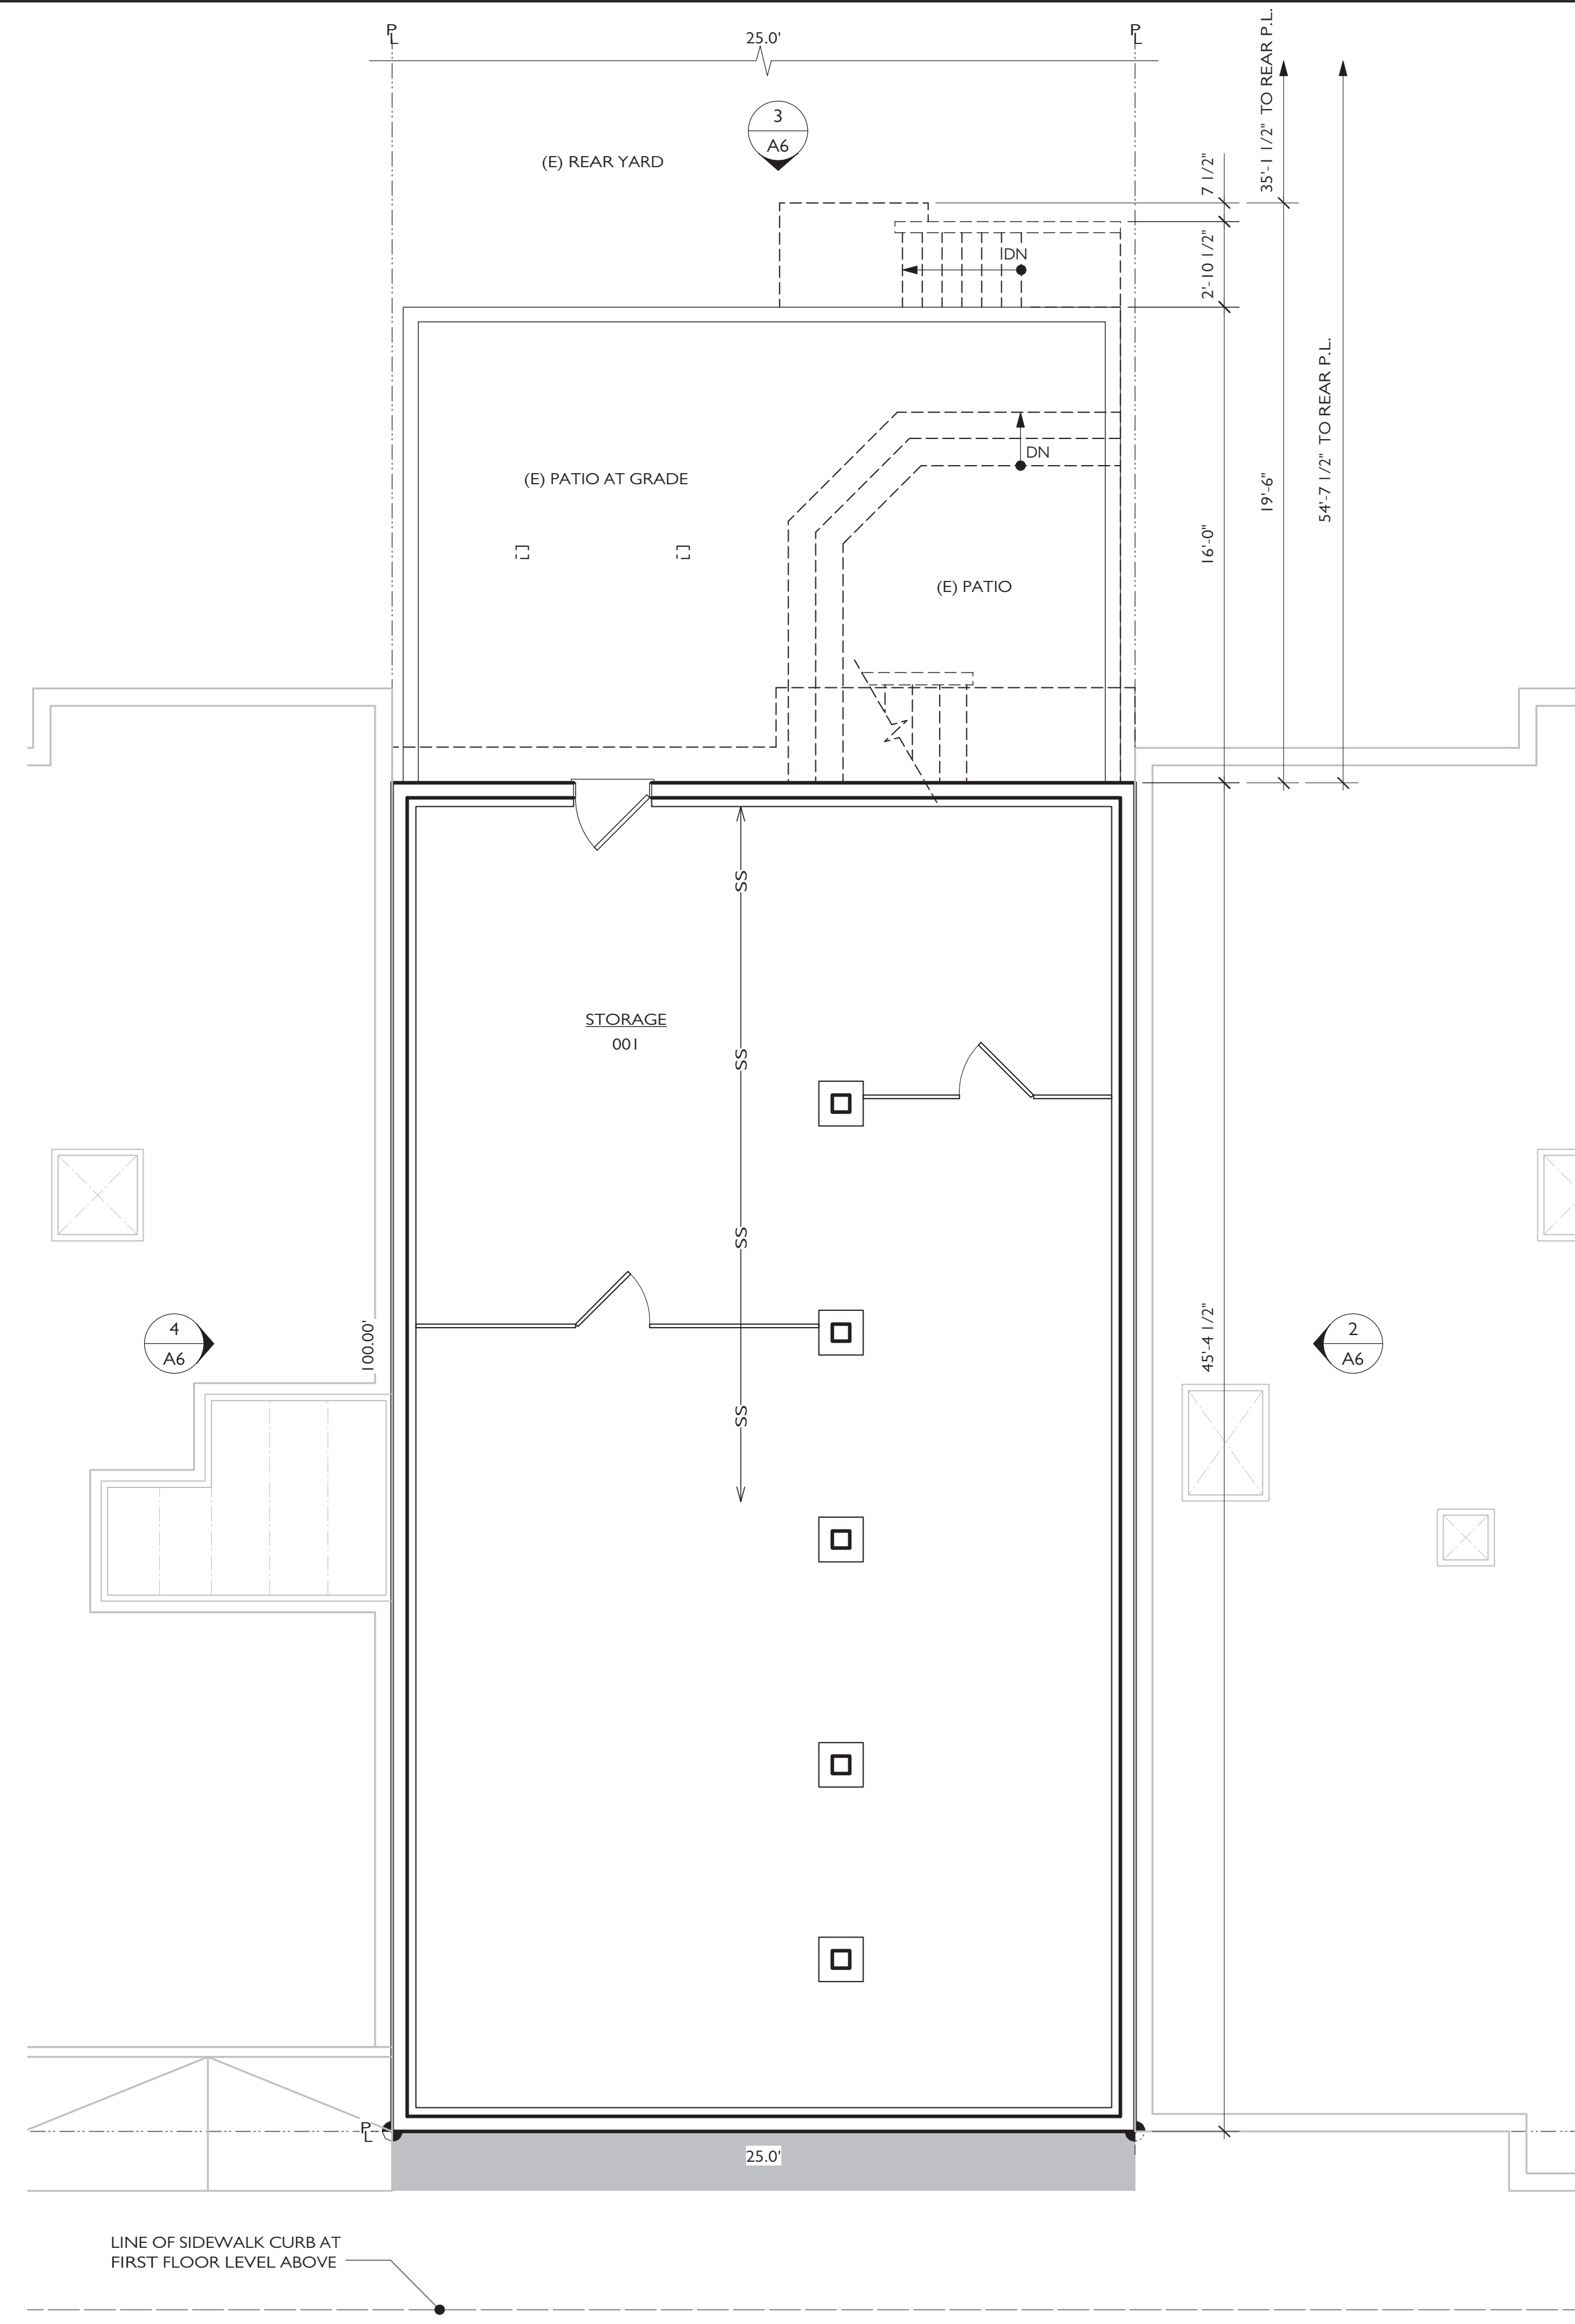 PL
25.0'
PL
35'-1 1/2" TO REAR P.L.
3
A6
(E) REAR YARD
7 1/2"
2'-10 1/2"
DN
54'-7 1/2" TO REAR P.L.
DN
(E) PATIO AT GRADE
19'-6"
16'-0"
(E) PATIO
SS
STORAGE
001
SS
SS
4
A6
100.00'
45'-4 1/2"
2
A6
SS
PL
25.0'
LINE OF SIDEWALK CURB AT
FIRST FLOOR LEVEL ABOVE